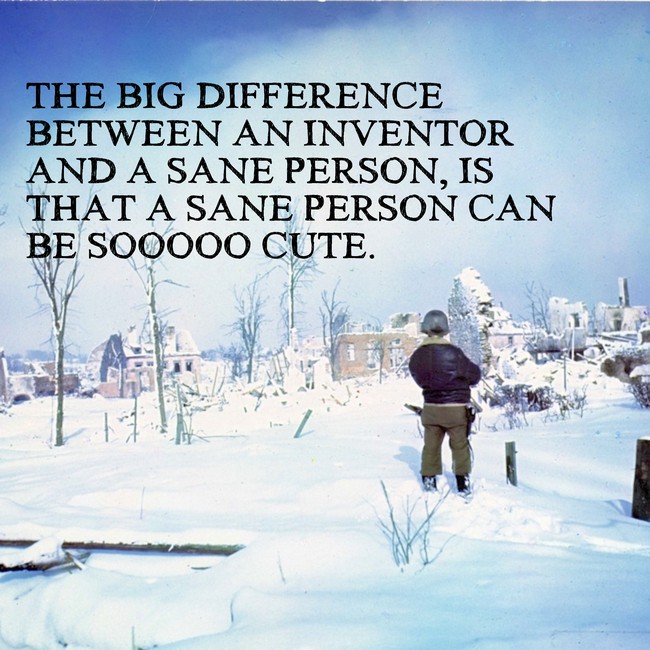 THE BIG DIFFERENCE
BETWEEN AN INVENTOR
AND A SANE PERSON, IS
THAT A SANE PERSON CAN
BE SOOOOO CUTE.